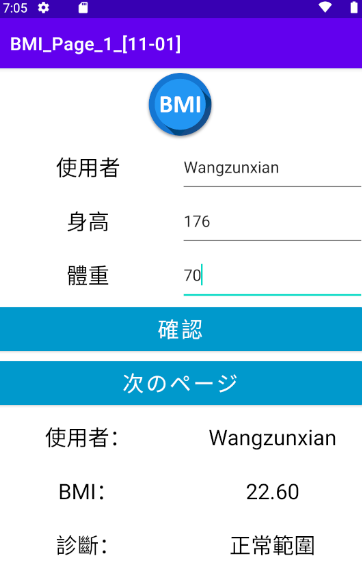 7:05
BMI_Page_1_[11-01]
BMI
使用者 Wangzunxian
身高 176
體重 70
確認
次のページ
使用者： Wangzunxian
BMI： 22.60
診斷： 正常範圍